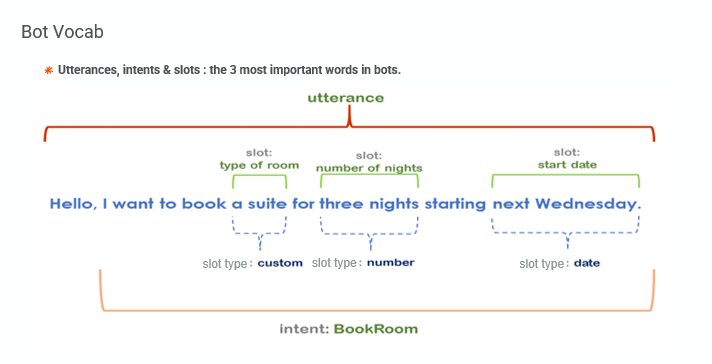 Bot Vocab
Utterances, intents & slots : the 3 most important words in bots.
utterance
slot:
type of room
slot:
number of nights
slot:
start date
Hello, I want to book a suite for three nights starting next Wednesday.
slot type: custom
slot type: number
slot type: date
intent: BookRoom